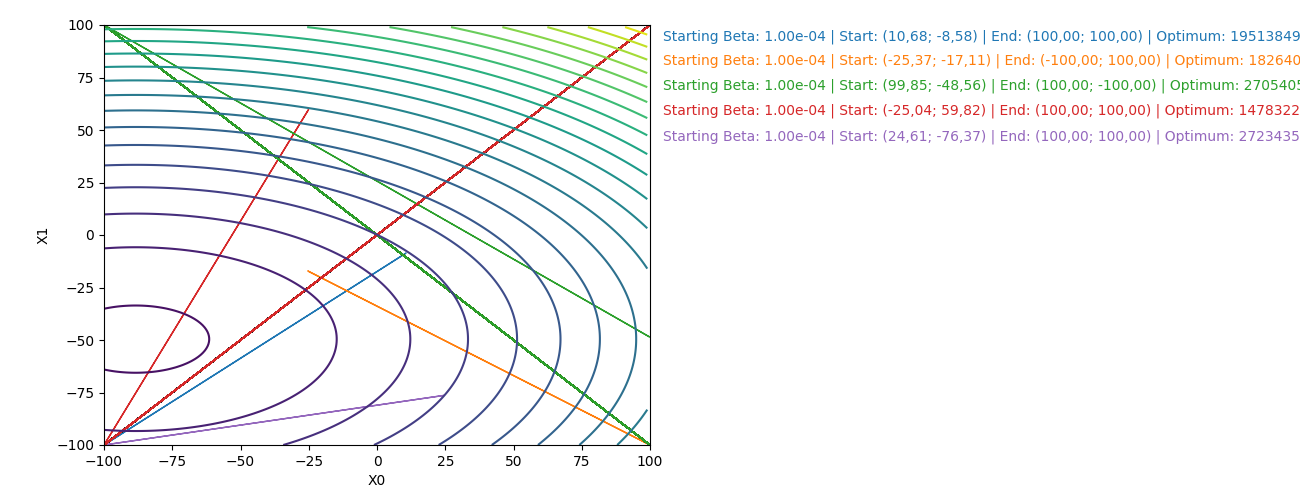 100
75
50
25
0
−25
−50
−75
−100
X1
−100 −75 −50 −25 0 25 50 75 100
X0
Starting Beta: 1.00e-04 | Start: (10,68; -8,58) | End: (100,00; 100,00) | Optimum: 19513849
Starting Beta: 1.00e-04 | Start: (-25,37; -17,11) | End: (-100,00; 100,00) | Optimum: 182640
Starting Beta: 1.00e-04 | Start: (99,85; -48,56) | End: (100,00; -100,00) | Optimum: 2705405
Starting Beta: 1.00e-04 | Start: (-25,04; 59,82) | End: (100,00; 100,00) | Optimum: 1478322
Starting Beta: 1.00e-04 | Start: (24,61; -76,37) | End: (100,00; 100,00) | Optimum: 2723435